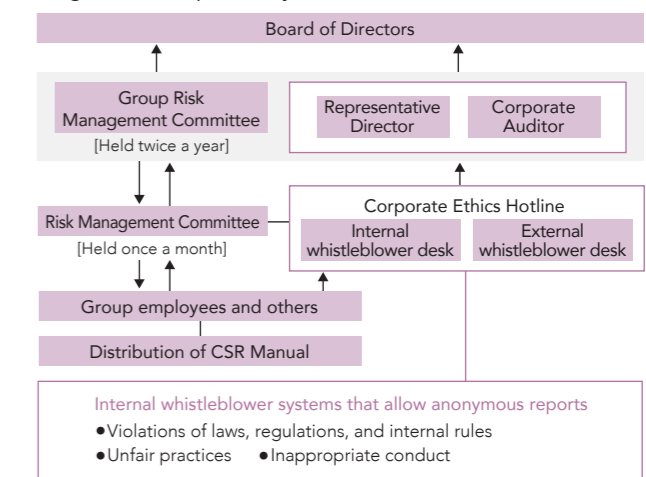 Board of Directors
Group Risk
Management Committee
[Held twice a year]
Representative
Director
Corporate
Auditor
Risk Management Committee
[Held once a month]
Corporate Ethics Hotline
Internal
whistleblower desk
External
whistleblower desk
Group employees and others
Distribution of CSR Manual
Internal whistleblower systems that allow anonymous reports
●Violations of laws, regulations, and internal rules
●Unfair practices ●Inappropriate conduct